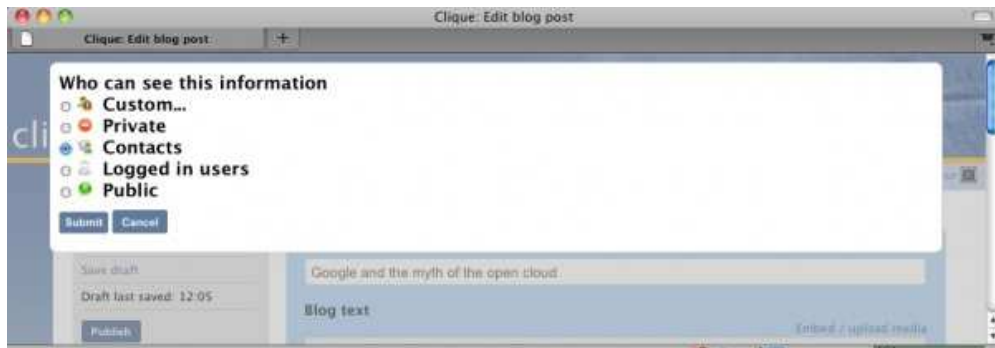 Clique: Edit blog post
Clique: Edit blog post +
Who can see this information
Custom...
Private
cli
Contacts
Logged in users
Public
Submit Cancel
Save draft
Google and the myth of the open cloud
Draft last saved: 12:05
Blog text
Publish
Embed / upload media